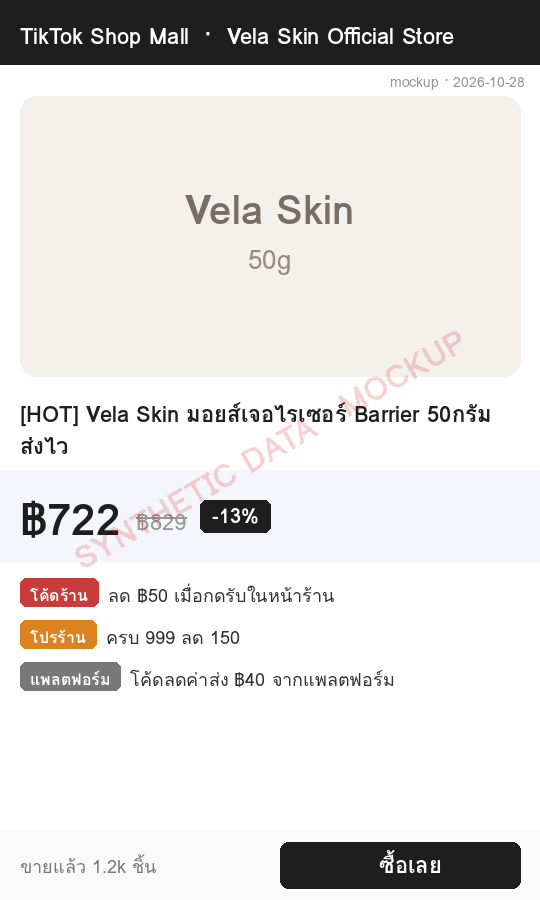 TikTok Shop Mall · Vela Skin Official Store
mockup · 2026-10-28
Vela Skin
50g
[HOT] Vela Skin มอยส์เจอไรเซอร์ Barrier 50กรัม
ส่งไว
฿722 ฿829 -13%
โค้ดร้าน ลด ฿50 เมื่อกดรับในหน้าร้าน
โปรร้าน ครบ 999 ลด 150
แพลตฟอร์ม โค้ดลดค่าส่ง ฿40 จากแพลตฟอร์ม
SYNTHETIC DATA · MOCKUP
ขายแล้ว 1.2k ชิ้น ซื้อเลย